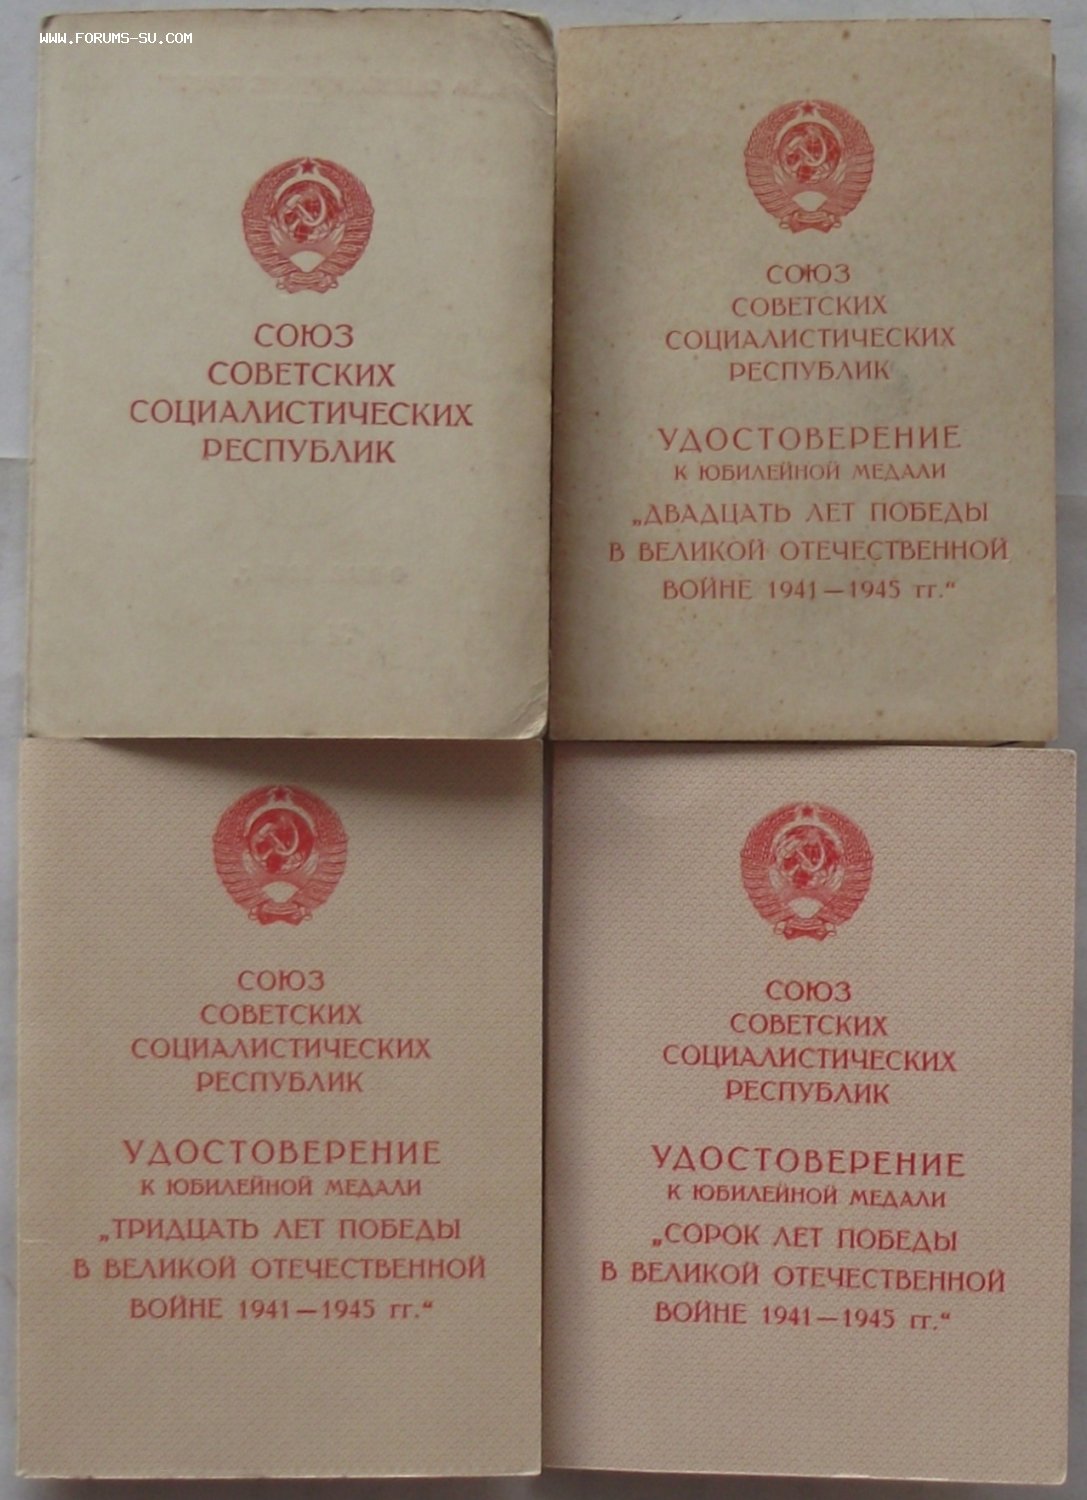 WWW.FORUMS-SU.COM
СОЮЗ
СОВЕТСКИХ
СОЦИАЛИСТИЧЕСКИХ
РЕСПУБЛИК
СОЮЗ
СОВЕТСКИХ
СОЦИАЛИСТИЧЕСКИХ
РЕСПУБЛИК
УДОСТОВЕРЕНИЕ
К ЮБИЛЕЙНОЙ МЕДАЛИ
„ДВАДЦАТЬ ЛЕТ ПОБЕДЫ
В ВЕЛИКОЙ ОТЕЧЕСТВЕННОЙ
ВОЙНЕ 1941—1945 гг.“
СОЮЗ
СОВЕТСКИХ
СОЦИАЛИСТИЧЕСКИХ
РЕСПУБЛИК
УДОСТОВЕРЕНИЕ
К ЮБИЛЕЙНОЙ МЕДАЛИ
„ТРИДЦАТЬ ЛЕТ ПОБЕДЫ
В ВЕЛИКОЙ ОТЕЧЕСТВЕННОЙ
ВОЙНЕ 1941—1945 гг.“
СОЮЗ
СОВЕТСКИХ
СОЦИАЛИСТИЧЕСКИХ
РЕСПУБЛИК
УДОСТОВЕРЕНИЕ
К ЮБИЛЕЙНОЙ МЕДАЛИ
„СОРОК ЛЕТ ПОБЕДЫ
В ВЕЛИКОЙ ОТЕЧЕСТВЕННОЙ
ВОЙНЕ 1941—1945 гг.“